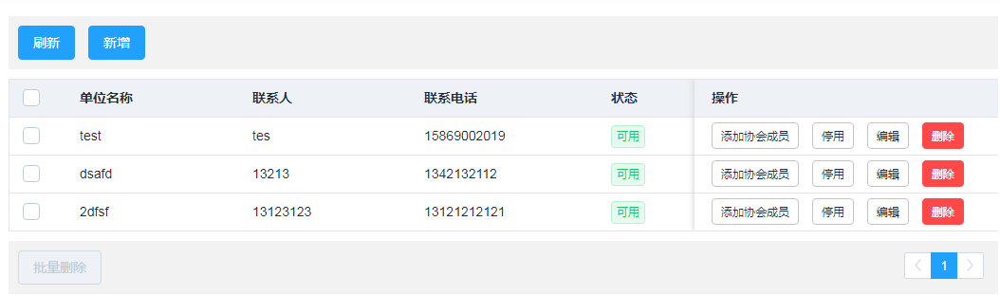 刷新 新增
单位名称 联系人 联系电话 状态 操作
test tes 15869002019 可用 添加协会成员 停用 编辑 删除
dsafd 13213 1342132112 可用 添加协会成员 停用 编辑 删除
2dfsf 13123123 13121212121 可用 添加协会成员 停用 编辑 删除
批量删除 1